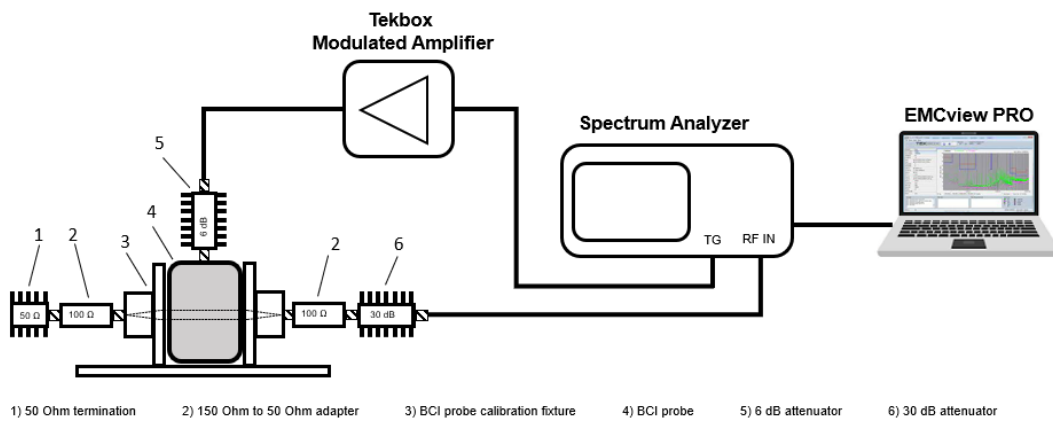 Tekbox
Modulated Amplifier
Spectrum Analyzer
EMCview PRO
5
6 dB
4
1
2
3
2
6
TG
RF IN
50 Ω
100 Ω
100 Ω
30 dB
1) 50 Ohm termination
2) 150 Ohm to 50 Ohm adapter
3) BCI probe calibration fixture
4) BCI probe
5) 6 dB attenuator
6) 30 dB attenuator